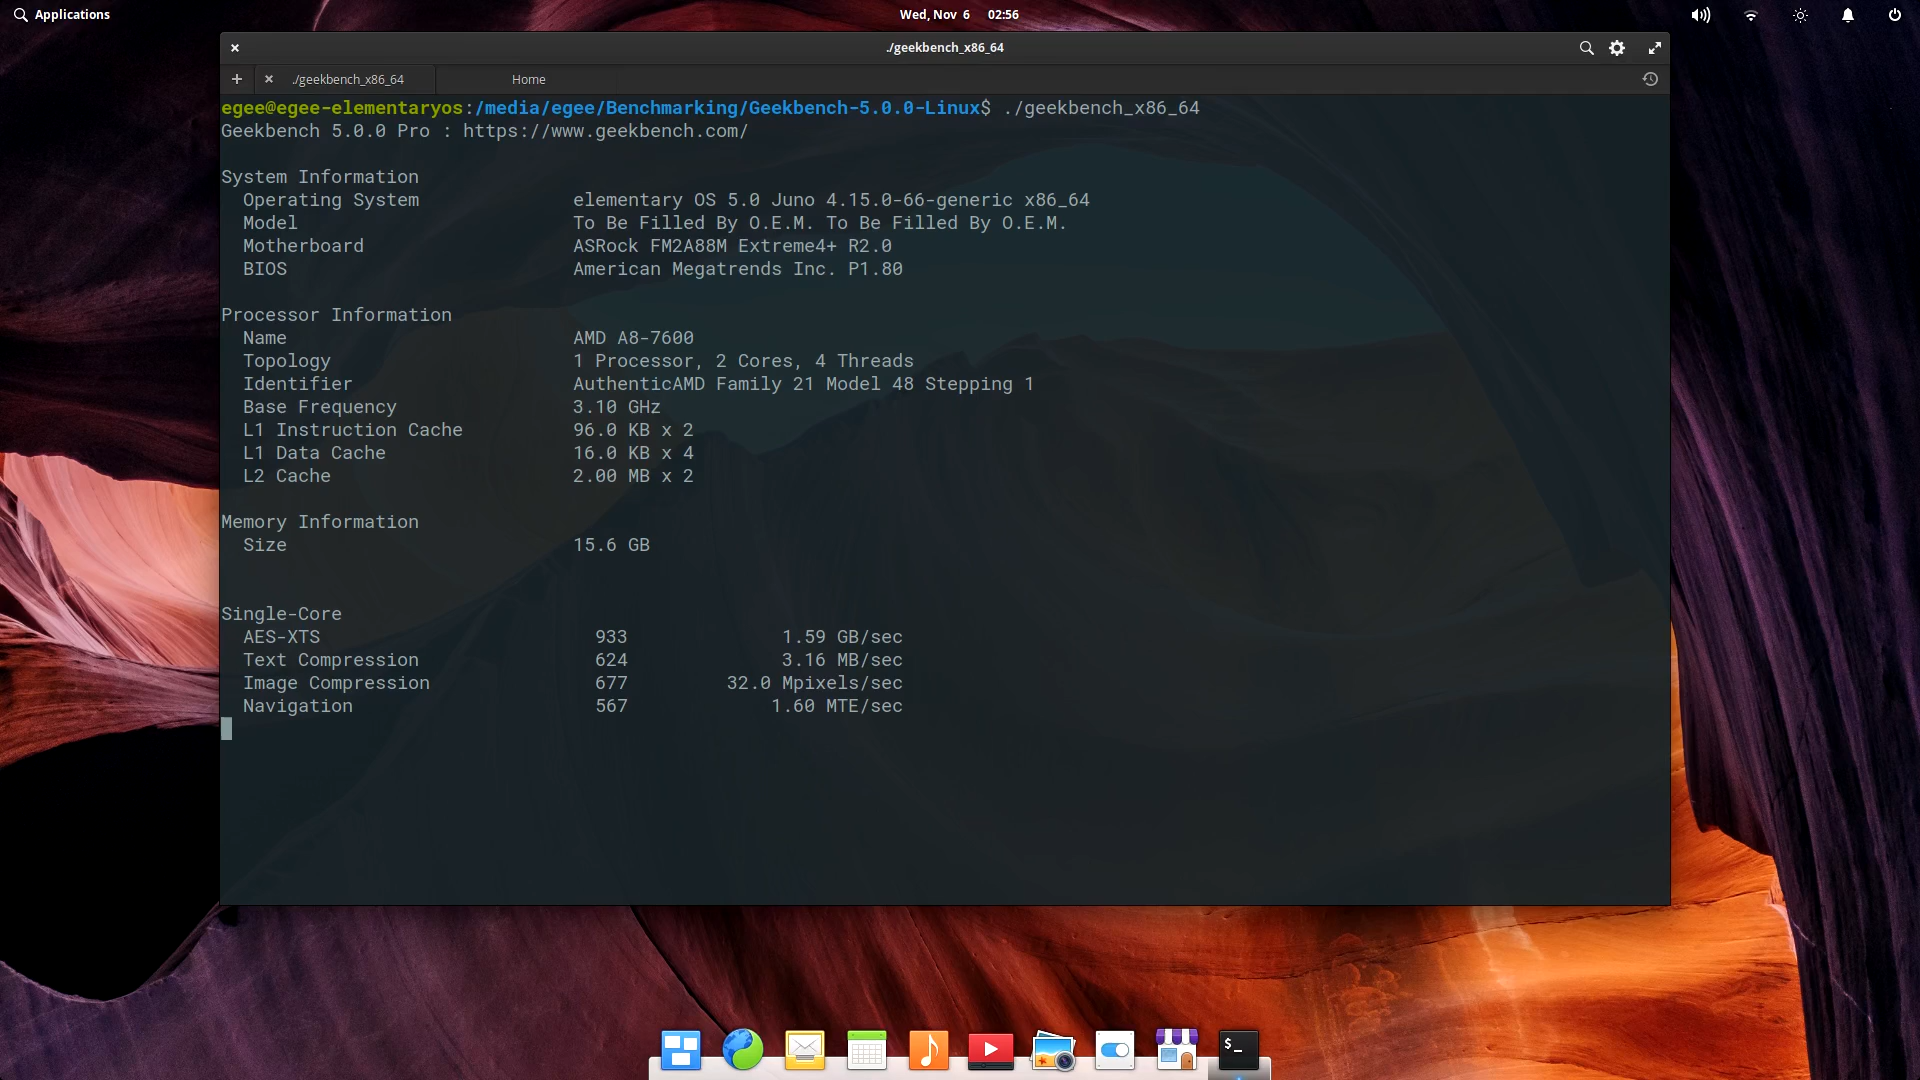 Applications
Wed, Nov 6 02:56
./geekbench_x86_64
./geekbench_x86_64 Home
egee@egee-elementaryos:/media/egee/Benchmarking/Geekbench-5.0.0-Linux$ ./geekbench_x86_64
Geekbench 5.0.0 Pro : https://www.geekbench.com/
System Information
Operating System elementary OS 5.0 Juno 4.15.0-66-generic x86_64
Model To Be Filled By O.E.M. To Be Filled By O.E.M.
Motherboard ASRock FM2A88M Extreme4+ R2.0
BIOS American Megatrends Inc. P1.80
Processor Information
Name AMD A8-7600
Topology 1 Processor, 2 Cores, 4 Threads
Identifier AuthenticAMD Family 21 Model 48 Stepping 1
Base Frequency 3.10 GHz
L1 Instruction Cache 96.0 KB x 2
L1 Data Cache 16.0 KB x 4
L2 Cache 2.00 MB x 2
Memory Information
Size 15.6 GB
Single-Core
AES-XTS 933 1.59 GB/sec
Text Compression 624 3.16 MB/sec
Image Compression 677 32.0 Mpixels/sec
Navigation 567 1.60 MTE/sec
$_